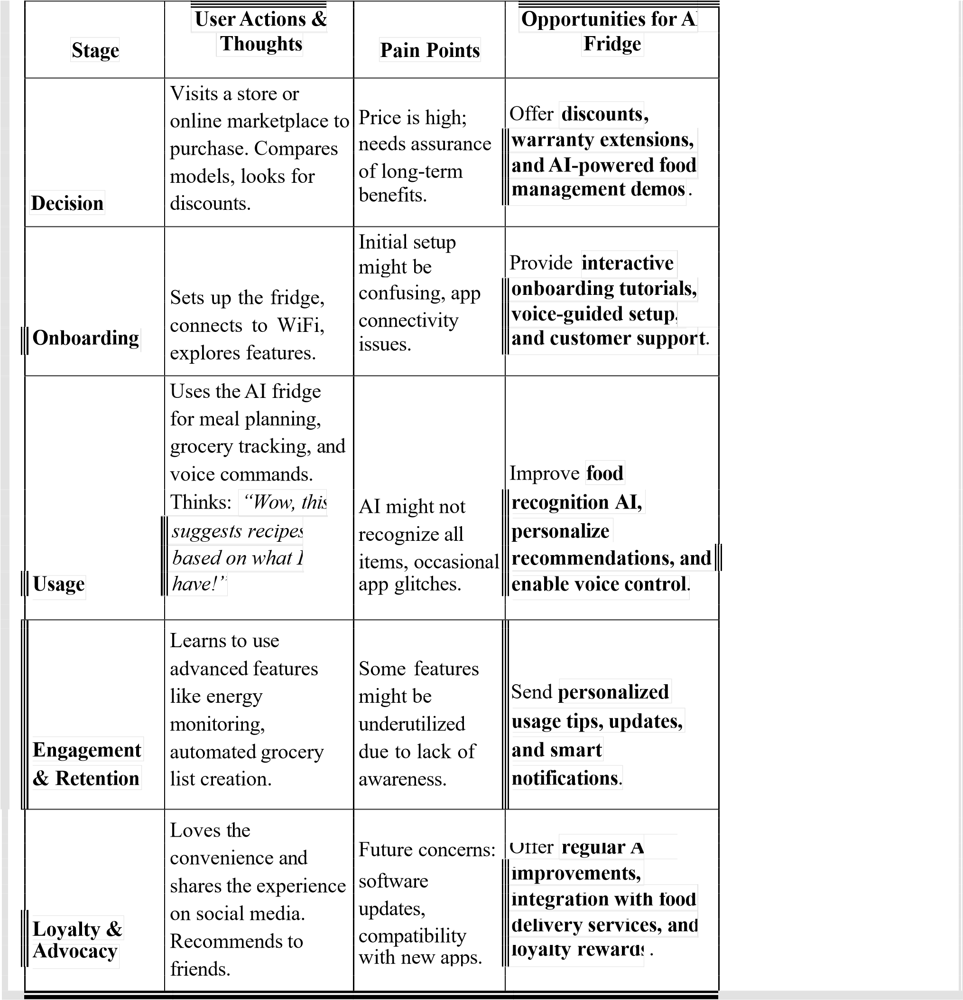 Stage
User Actions &
Thoughts
Pain Points
Opportunities for A
Fridge
Decision
Visits a store or
online marketplace to
purchase. Compares
models, looks for
discounts.
Price is high;
needs assurance
of long-term
benefits.
Offer discounts,
warranty extensions,
and AI-powered food
management demos.
Onboarding
Sets up the fridge,
connects to WiFi,
explores features.
Initial setup
might be
confusing, app
connectivity
issues.
Provide interactive
onboarding tutorials,
voice-guided setup,
and customer support.
Usage
Uses the AI fridge
for meal planning,
grocery tracking, and
voice commands.
Thinks: “Wow, this
suggests recipes
based on what I
have!”
AI might not
recognize all
items, occasional
app glitches.
Improve food
recognition AI,
personalize
recommendations, and
enable voice control.
Engagement
& Retention
Learns to use
advanced features
like energy
monitoring,
automated grocery
list creation.
Some features
might be
underutilized
due to lack of
awareness.
Send personalized
usage tips, updates,
and smart
notifications.
Loyalty &
Advocacy
Loves the
convenience and
shares the experience
on social media.
Recommends to
friends.
Future concerns:
software
updates,
compatibility
with new apps.
Offer regular A
improvements,
integration with food
delivery services, and
loyalty rewards.